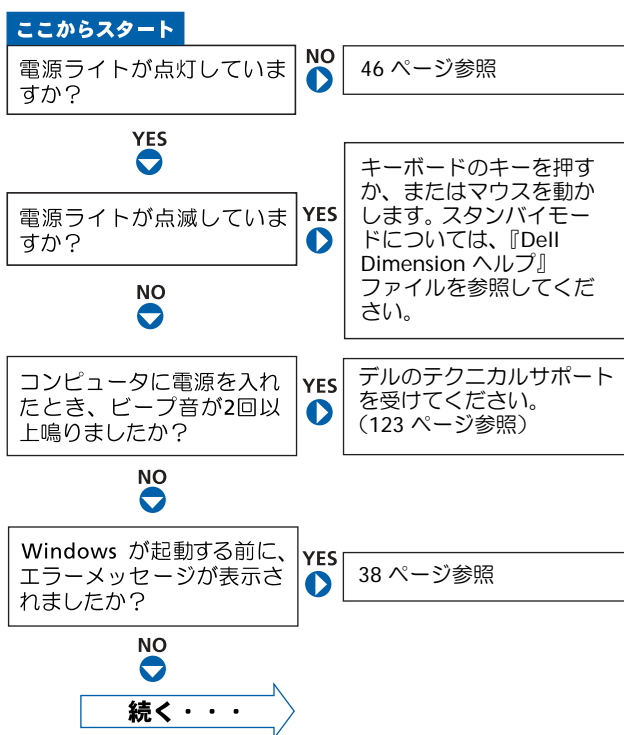 ここからスタート
電源ライトが点灯していま
すか？
NO
46 ページ参照
YES
電源ライトが点滅していま
すか？
YES
キーボードのキーを押す
か、またはマウスを動か
します。スタンバイモー
ドについては、『Dell
Dimension ヘルプ』
ファイルを参照してくだ
さい。
NO
コンピュータに電源を入れ
たとき、ビープ音が2回以
上鳴りましたか？
YES
デルのテクニカルサポート
を受けてください。
（123 ページ参照）
NO
Windows が起動する前に、
エラーメッセージが表示さ
れましたか？
YES
38 ページ参照
NO
続く・・・